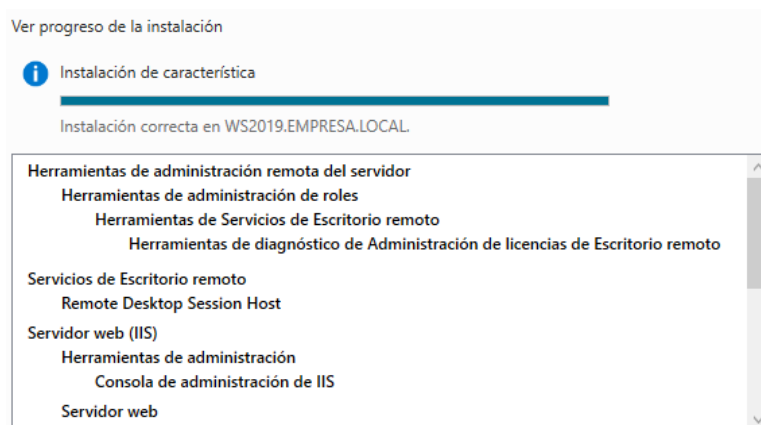 Ver progreso de la instalación
Instalación de característica
Instalación correcta en WS2019.EMPRESA.LOCAL.
Herramientas de administración remota del servidor
Herramientas de administración de roles
Herramientas de Servicios de Escritorio remoto
Herramientas de diagnóstico de Administración de licencias de Escritorio remoto
Servicios de Escritorio remoto
Remote Desktop Session Host
Servidor web (IIS)
Herramientas de administración
Consola de administración de IIS
Servidor web